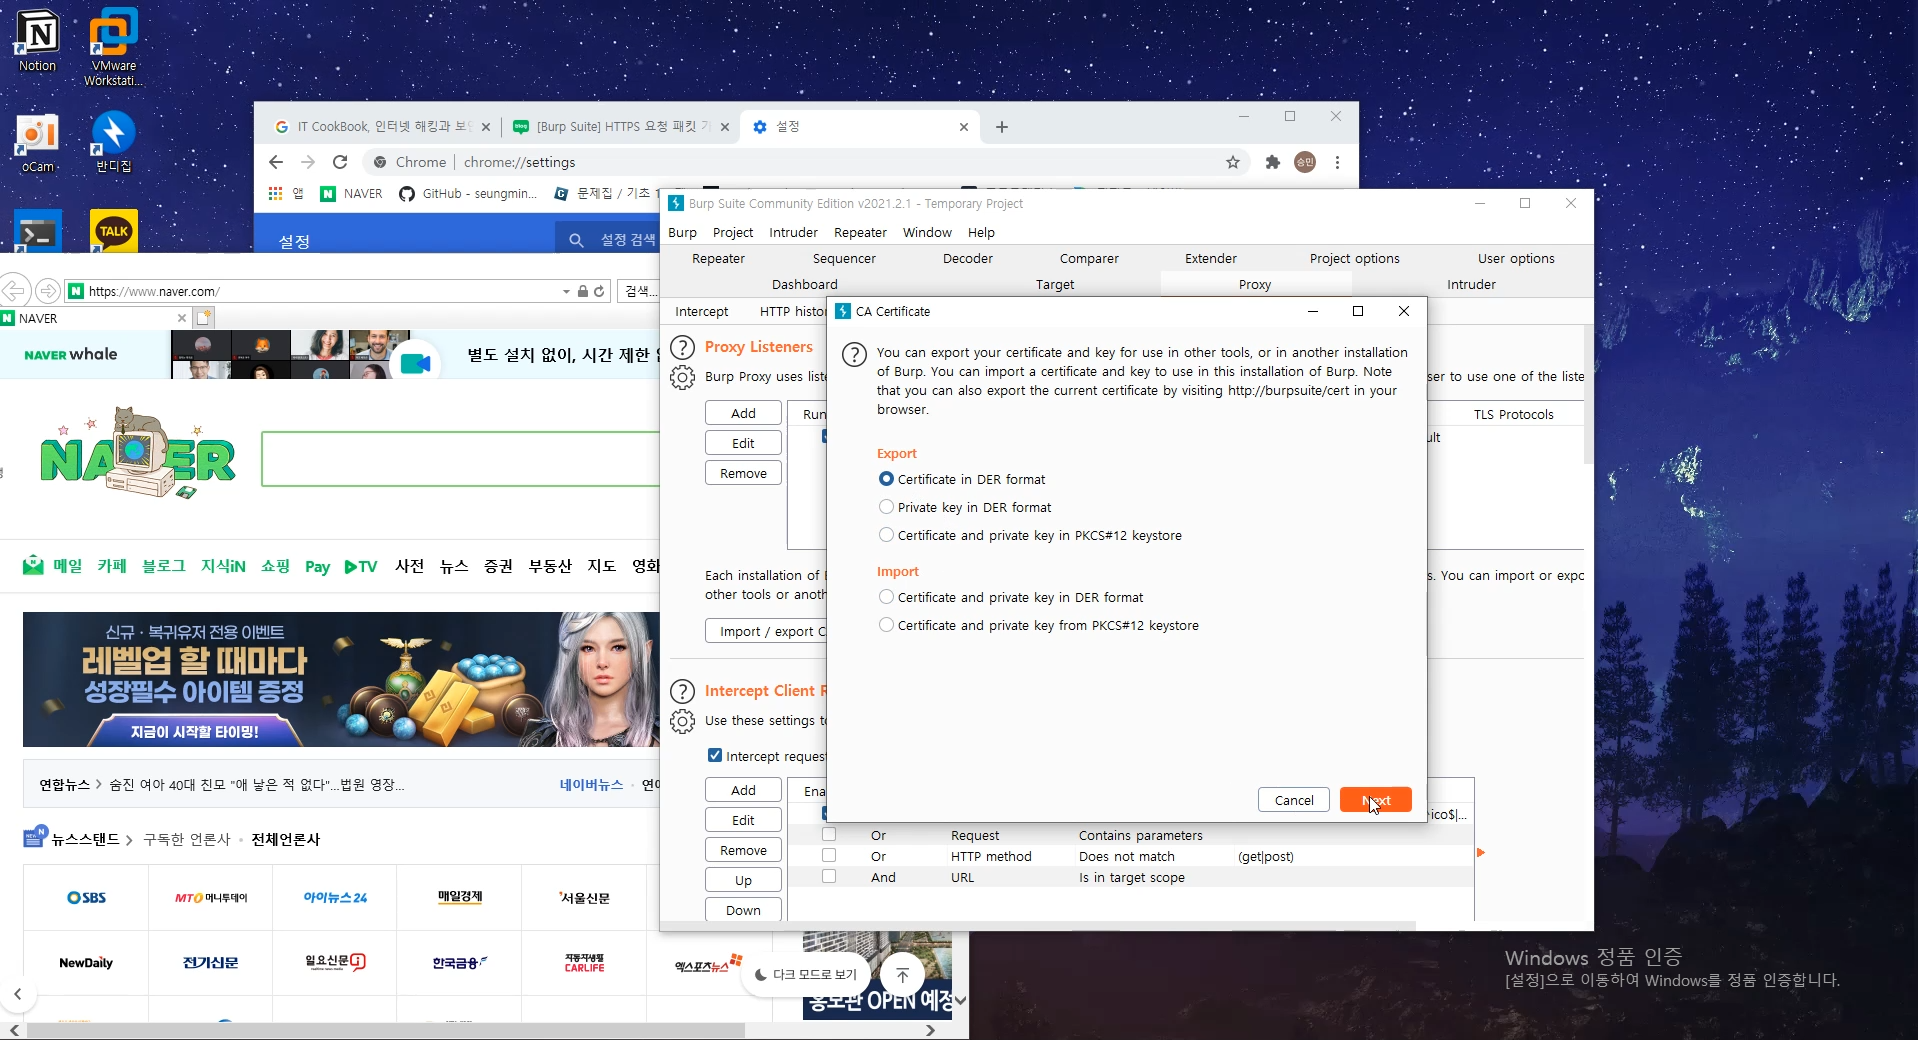 Notion
VMware
Workstati...
oCam
반디집
TALK
IT CookBook, 인터넷 해킹과 보안
[Burp Suite] HTTPS 요청 패킷
설정
Chrome
chrome://settings
승민
앱
NAVER
GitHub - seungmin...
문제집 / 기초 1
설정
설정 검색
Burp Suite Community Edition v2021.2.1 - Temporary Project
Burp
Project
Intruder
Repeater
Window
Help
Repeater
Sequencer
Decoder
Comparer
Extender
Project options
User options
Dashboard
Target
Proxy
Intruder
Intercept
HTTP histor
Proxy Listeners
Burp Proxy uses liste
ser to use one of the liste
Add
Run
TLS Protocols
Edit
ult
Remove
Each installation of
s. You can import or expo
other tools or anoth
Import / export C
Intercept Client R
Use these settings to
Intercept request
Add
Ena
Edit
^ico$|...
Or
Request
Contains parameters
Remove
Or
HTTP method
Does not match
(get|post)
Up
And
URL
Is in target scope
Down
CA Certificate
You can export your certificate and key for use in other tools, or in another installation
of Burp. You can import a certificate and key to use in this installation of Burp. Note
that you can also export the current certificate by visiting http://burpsuite/cert in your
browser.
Export
Certificate in DER format
Private key in DER format
Certificate and private key in PKCS#12 keystore
Import
Certificate and private key in DER format
Certificate and private key from PKCS#12 keystore
Cancel
Next
https://www.naver.com/
검색...
NAVER
NAVER whale
별도 설치 없이, 시간 제한
NAVER
메일
카페
블로그
지식iN
쇼핑
Pay
TV
사전
뉴스
증권
부동산
지도
영화
신규·복귀유저 전용 이벤트
레벨업 할 때마다
성장필수 아이템 증정
지금이 시작할 타이밍!
연합뉴스 > 숨진 여아 40대 친모 "애 낳은 적 없다"...법원 영장...
네이버뉴스 · 연예
NEW
뉴스스탠드 > 구독한 언론사 · 전체언론사
SBS
MTO 머니투데이
아이뉴스24
매일경제
서울신문
NewDaily
전기신문
일요신문
한국금융
자동차생활
CARLIFE
엑스포츠뉴스
다크 모드로 보기
홍보관 OPEN 예정
Windows 정품 인증
[설정]으로 이동하여 Windows를 정품 인증합니다.